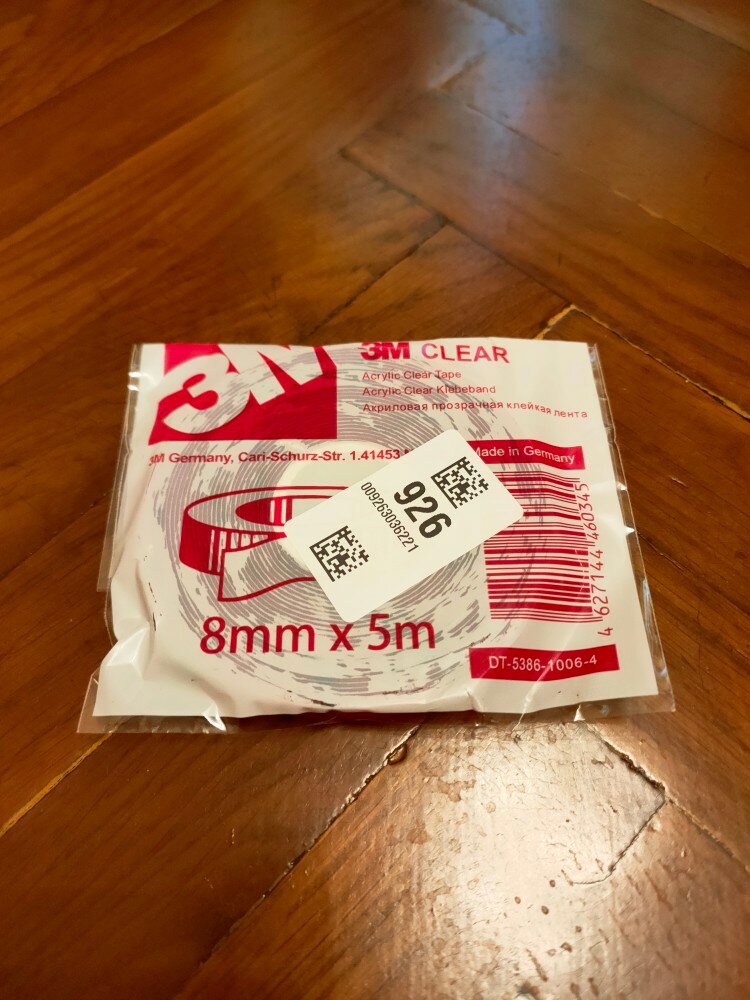 3M
3M CLEAR
Acrylic Clear Tape
Acrylic Clear Klebeband
Акриловая прозрачная клейкая лента
3M Germany, Carl-Schurz-Str. 1.41453
Made in Germany
926
009263036221
4 627144 460345
8mm x 5m
DT-5386-1006-4